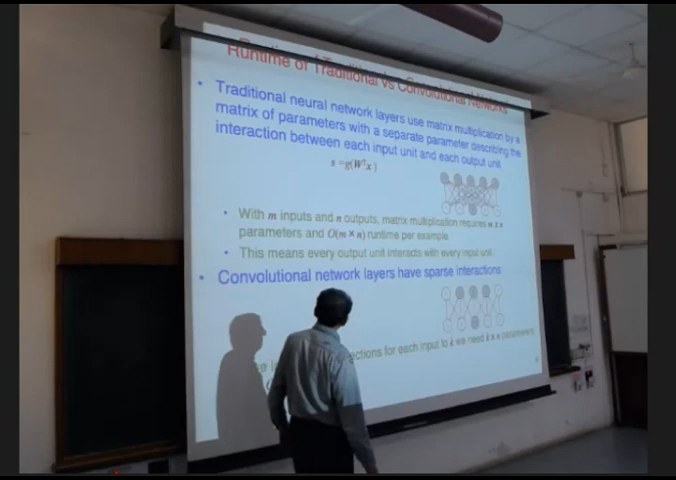 Runtime of Traditional vs Convolutional Networks
• Traditional neural network layers use matrix multiplication by a
matrix of parameters with a separate parameter describing the
interaction between each input unit and each output unit
s =g(Wᵀx )
• With m inputs and n outputs, matrix multiplication requires m x n
parameters and O(m × n) runtime per example.
• This means every output unit interacts with every input unit
• Convolutional network layers have sparse interactions
ections for each input to k we need k x n parameters